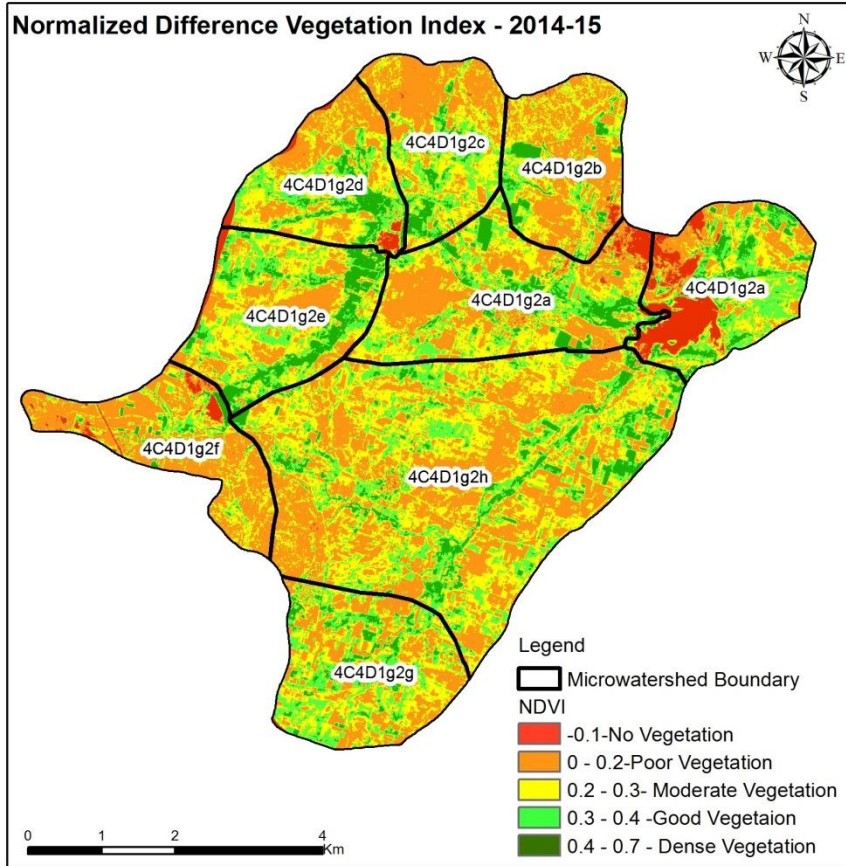 Normalized Difference Vegetation Index - 2014-15
N
W E
S
4C4D1g2c
4C4D1g2b
4C4D1g2d
4C4D1g2a
4C4D1g2a
4C4D1g2e
4C4D1g2f
4C4D1g2h
4C4D1g2g
Legend
Microwatershed Boundary
NDVI
-0.1-No Vegetation
0 - 0.2-Poor Vegetation
0.2 - 0.3- Moderate Vegetation
0.3 - 0.4 -Good Vegetaion
0.4 - 0.7 - Dense Vegetation
0 1 2 4
Km